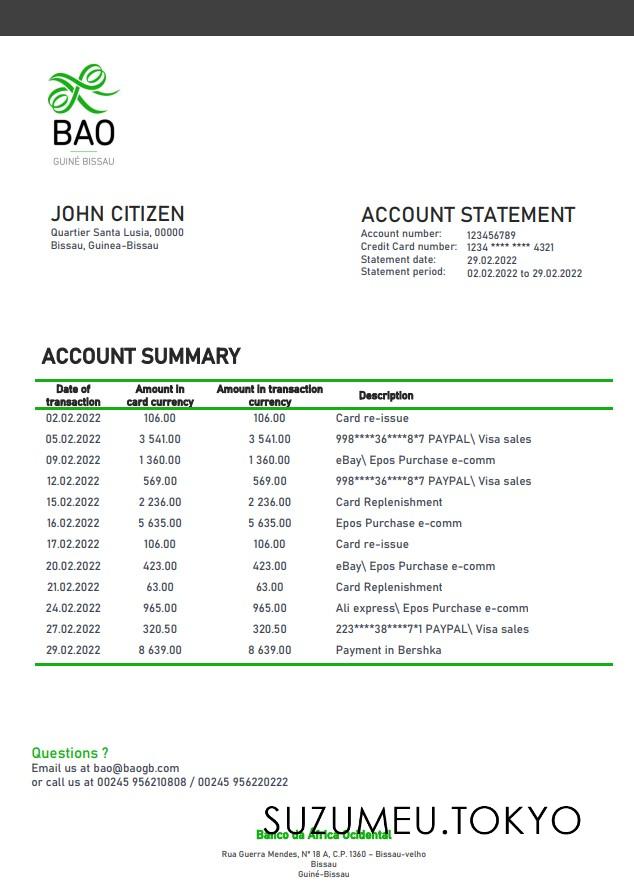 BAO
GUINÉ BISSAU
JOHN CITIZEN
Quartier Santa Lusia, 00000
Bissau, Guinea-Bissau
ACCOUNT STATEMENT
Account number: 123456789
Credit Card number: 1234 **** **** 4321
Statement date: 29.02.2022
Statement period: 02.02.2022 to 29.02.2022
ACCOUNT SUMMARY
Date of transaction Amount in card currency Amount in transaction currency Description
02.02.2022 106.00 106.00 Card re-issue
05.02.2022 3 541.00 3 541.00 998****36****8*7 PAYPAL\ Visa sales
09.02.2022 1 360.00 1 360.00 eBay\ Epos Purchase e-comm
12.02.2022 569.00 569.00 998****36****8*7 PAYPAL\ Visa sales
15.02.2022 2 236.00 2 236.00 Card Replenishment
16.02.2022 5 635.00 5 635.00 Epos Purchase e-comm
17.02.2022 106.00 106.00 Card re-issue
20.02.2022 423.00 423.00 eBay\ Epos Purchase e-comm
21.02.2022 63.00 63.00 Card Replenishment
24.02.2022 965.00 965.00 Ali express\ Epos Purchase e-comm
27.02.2022 320.50 320.50 223****38****7*1 PAYPAL\ Visa sales
29.02.2022 8 639.00 8 639.00 Payment in Bershka
Questions ?
Email us at bao@baogb.com
or call us at 00245 956210808 / 00245 956220222
SUZUMEU.TOKYO
Banco da África Ocidental
Rua Guerra Mendes, Nº 18 A, C.P. 1360 – Bissau-velho
Bissau
Guiné-Bissau